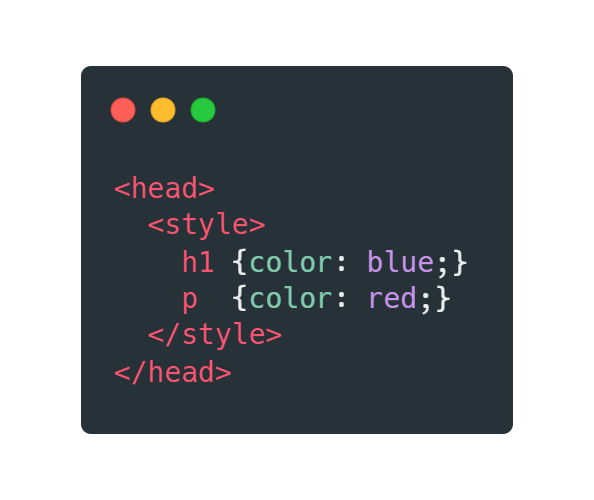 <head>
  <style>
    h1 {color: blue;}
    p  {color: red;}
  </style>
</head>